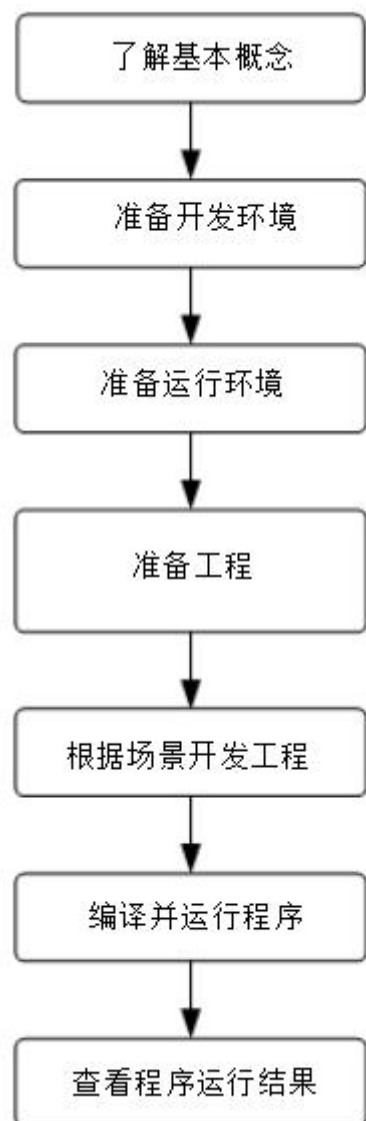 了解基本概念
准备开发环境
准备运行环境
准备工程
根据场景开发工程
编译并运行程序
查看程序运行结果